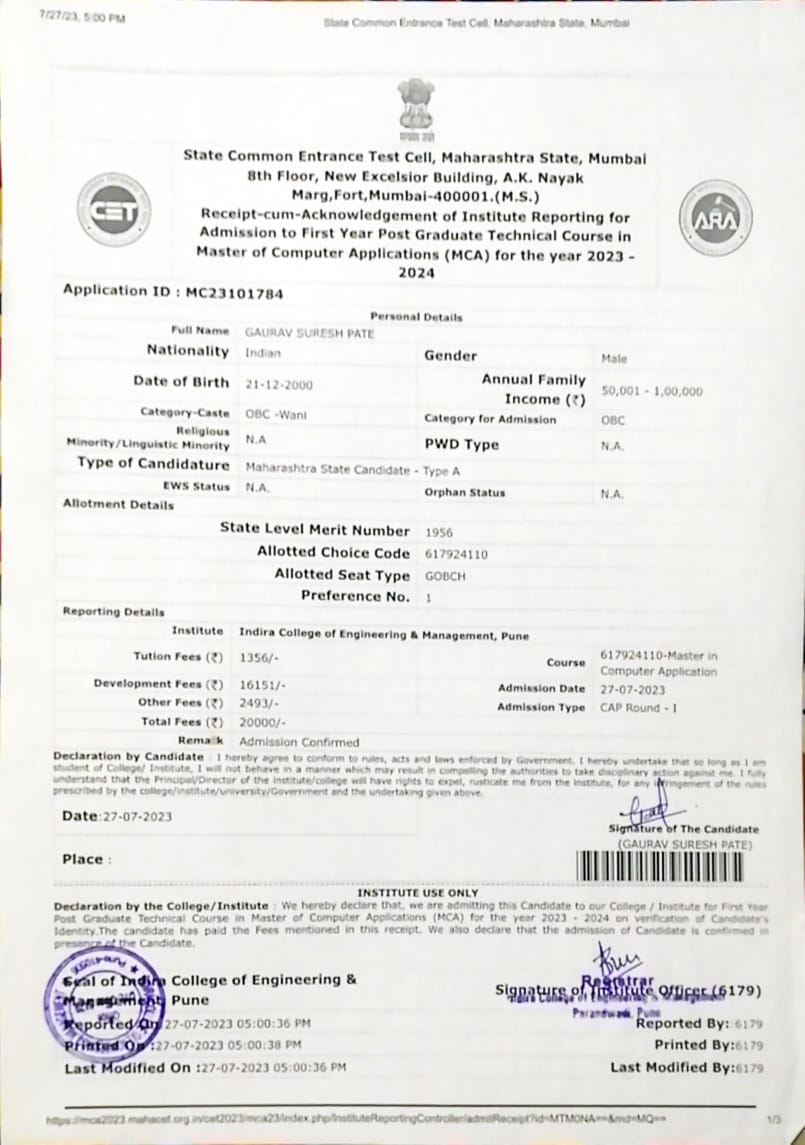 7/27/23, 5:00 PM State Common Entrance Test Cell, Maharashtra State, Mumbai
State Common Entrance Test Cell, Maharashtra State, Mumbai
8th Floor, New Excelsior Building, A.K. Nayak
Marg,Fort,Mumbai-400001.(M.S.)
Receipt-cum-Acknowledgement of Institute Reporting for
Admission to First Year Post Graduate Technical Course in
Master of Computer Applications (MCA) for the year 2023 -
2024
CET
ARA
Application ID : MC23101784
Personal Details
Full Name GAURAV SURESH PATE
Nationality Indian Gender Male
Date of Birth 21-12-2000 Annual Family Income (₹) 50,001 - 1,00,000
Category-Caste OBC -Wani Category for Admission OBC
Religious Minority/Linguistic Minority N.A PWD Type N.A.
Type of Candidature Maharashtra State Candidate - Type A
EWS Status N.A. Orphan Status N.A.
Allotment Details
State Level Merit Number 1956
Allotted Choice Code 617924110
Allotted Seat Type GOBCH
Preference No. 1
Reporting Details
Institute Indira College of Engineering & Management, Pune
Tution Fees (₹) 1356/- Course 617924110-Master in Computer Application
Development Fees (₹) 16151/- Admission Date 27-07-2023
Other Fees (₹) 2493/- Admission Type CAP Round - I
Total Fees (₹) 20000/-
Remark Admission Confirmed
Declaration by Candidate : I hereby agree to conform to rules, acts and laws enforced by Government. I hereby undertake that so long as I am
student of College/ Institute, I will not behave in a manner which may result in compelling the authorities to take disciplinary action against me. I fully
understand that the Principal/Director of the institute/college will have rights to expel, rusticate me from the institute, for any infringement of the rules
prescribed by the college/institute/university/Government and the undertaking given above.
Date:27-07-2023
Signature of The Candidate
(GAURAV SURESH PATE)
Place :
INSTITUTE USE ONLY
Declaration by the College/Institute : We hereby declare that, we are admitting this Candidate to our College / Institute for First Year
Post Graduate Technical Course in Master of Computer Applications (MCA) for the year 2023 - 2024 on verification of Candidate's
Identity.The candidate has paid the Fees mentioned in this receipt. We also declare that the admission of Candidate is confirmed in
presence of the Candidate.
Seal of Indira College of Engineering &
Management, Pune
Registrar
Signature of Institute Officer (6179)
Indira College of Engineering & Management
Parandwadi, Pune
Reported On :27-07-2023 05:00:36 PM Reported By: 6179
Printed On :27-07-2023 05:00:38 PM Printed By:6179
Last Modified On :27-07-2023 05:00:36 PM Last Modified By:6179
https://mca2023.mahacet.org.in/cet2023/mca23/index.php/InstituteReportingController/admitReceipt?id=MTM0NA==&md=MQ== 1/3